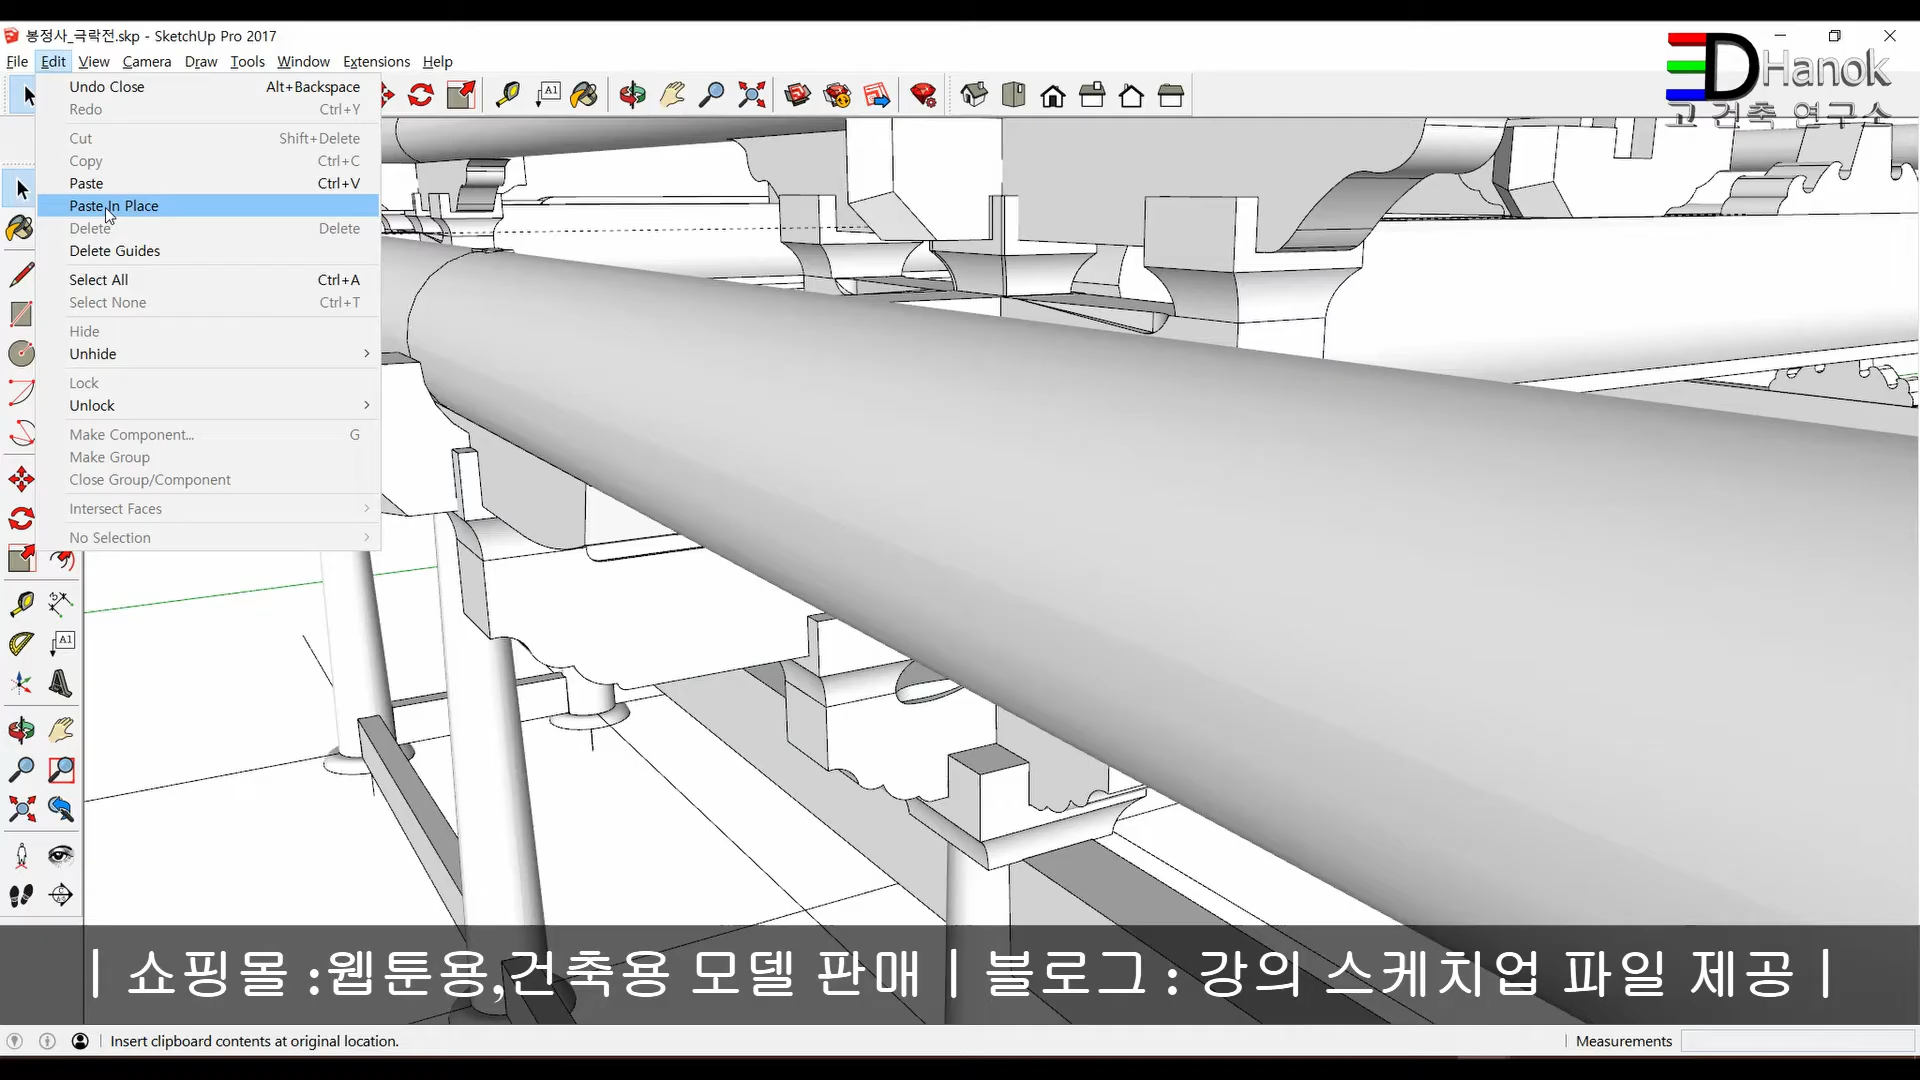 봉정사_극락전.skp - SketchUp Pro 2017
File Edit View Camera Draw Tools Window Extensions Help
Undo Close Alt+Backspace
Redo Ctrl+Y
Cut Shift+Delete
Copy Ctrl+C
Paste Ctrl+V
Paste In Place
Delete Delete
Delete Guides
Select All Ctrl+A
Select None Ctrl+T
Hide
Unhide
Lock
Unlock
Make Component... G
Make Group
Close Group/Component
Intersect Faces
No Selection
A1
A1
3DHanok
고 건축 연구소
| 쇼핑몰 :웹툰용,건축용 모델 판매 | 블로그 : 강의 스케치업 파일 제공 |
Insert clipboard contents at original location.
Measurements